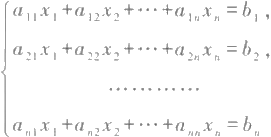 a₁₁x₁+a₁₂x₂+⋯+a₁ₙxₙ=b₁,
a₂₁x₁+a₂₂x₂+⋯+a₂ₙxₙ=b₂,
⋯⋯⋯⋯
aₙ₁x₁+aₙ₂x₂+⋯+aₙₙxₙ=bₙ